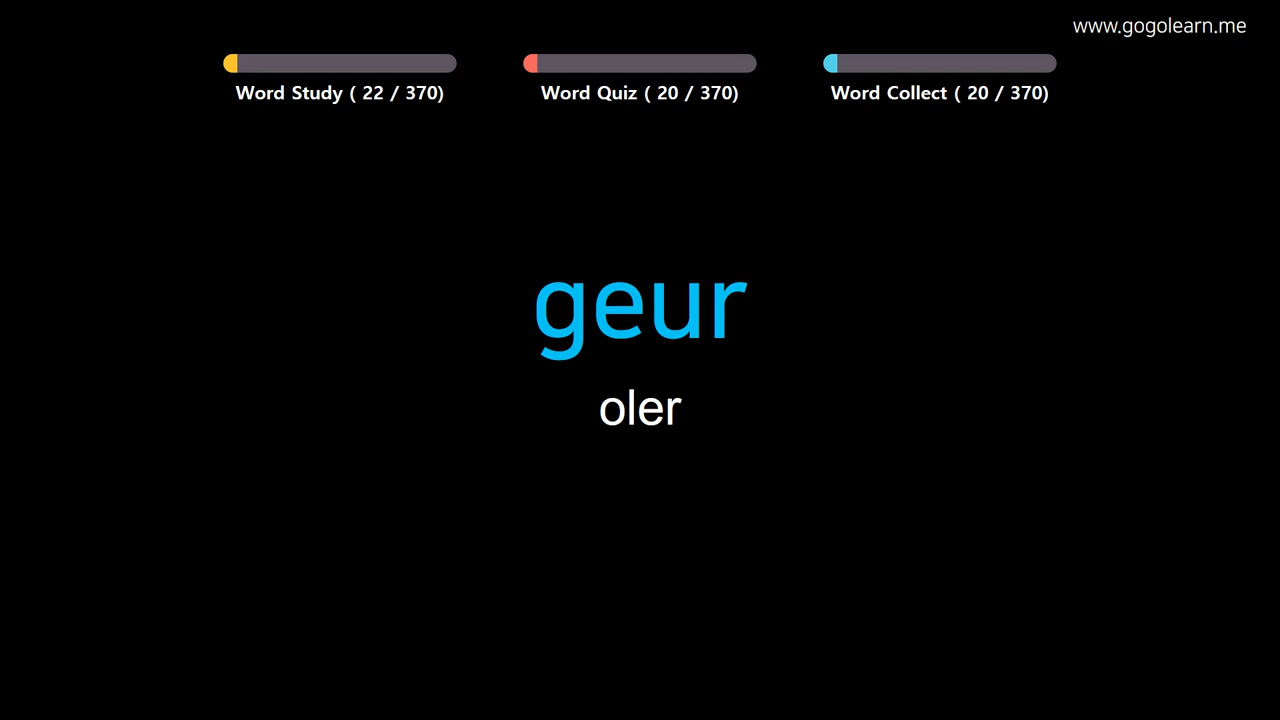 www.gogolearn.me
Word Study ( 22 / 370)
Word Quiz ( 20 / 370)
Word Collect ( 20 / 370)
geur
oler